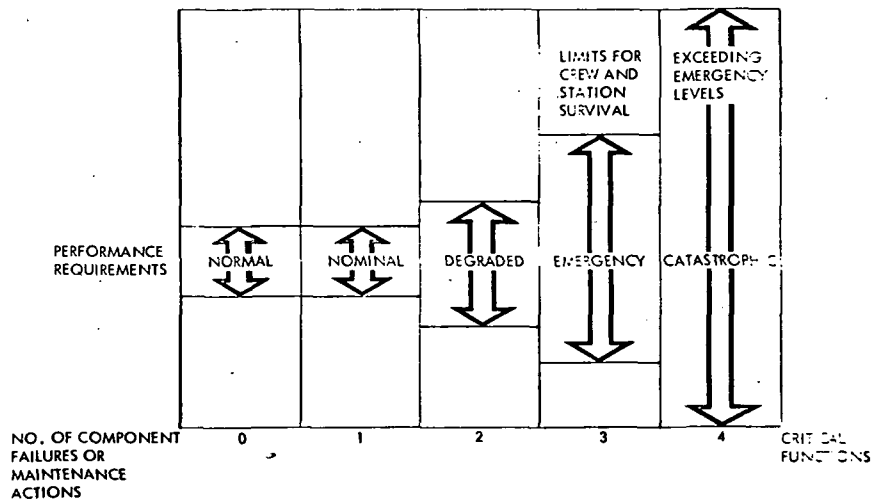 LIMITS FOR
CREW AND
STATION
SURVIVAL
EXCEEDING
EMERGENCY
LEVELS
PERFORMANCE
REQUIREMENTS
NORMAL
NOMINAL
DEGRADED
EMERGENCY
CATASTROPHIC
NO. OF COMPONENT
FAILURES OR
MAINTENANCE
ACTIONS
0
1
2
3
4
CRITICAL
FUNCTIONS